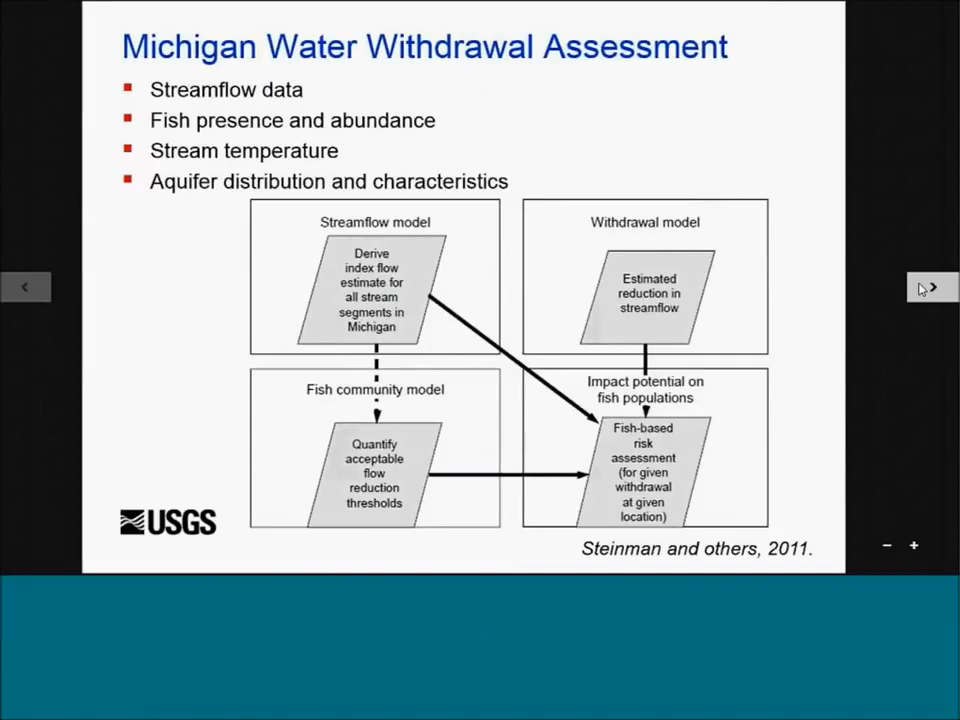 Michigan Water Withdrawal Assessment
Streamflow data
Fish presence and abundance
Stream temperature
Aquifer distribution and characteristics
Streamflow model
Derive
index flow
estimate for
all stream
segments in
Michigan
Withdrawal model
Estimated
reduction in
streamflow
Fish community model
Quantify
acceptable
flow
reduction
thresholds
Impact potential on
fish populations
Fish-based
risk
assessment
(for given
withdrawal
at given
location)
USGS
Steinman and others, 2011.